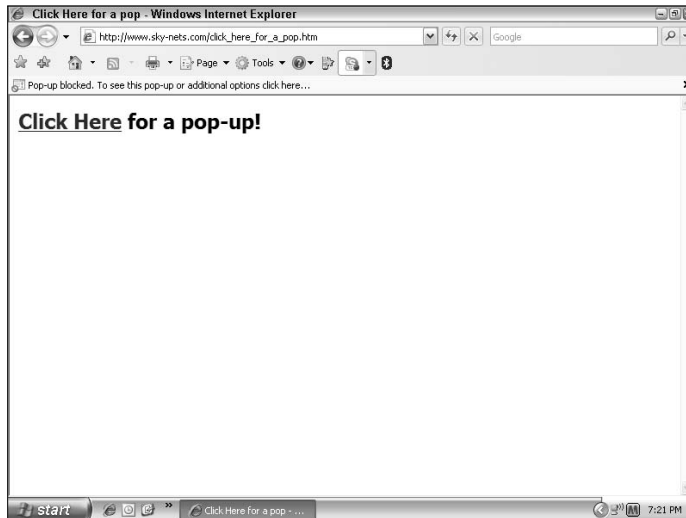 Click Here for a pop - Windows Internet Explorer
http://www.sky-nets.com/click_here_for_a_pop.htm
Google
Page
Tools
Pop-up blocked. To see this pop-up or additional options click here...
Click Here for a pop-up!
start
»
Click Here for a pop - ...
7:21 PM